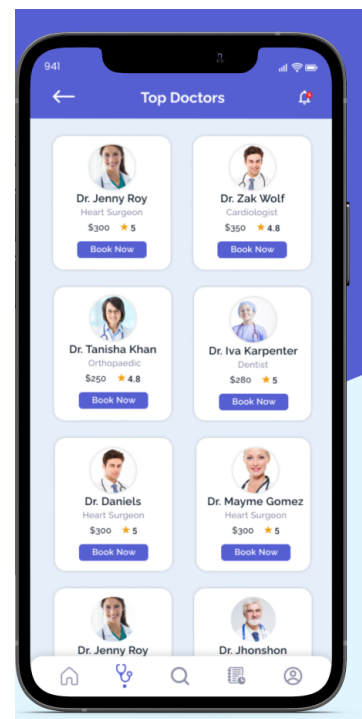 941
Top Doctors
Dr. Jenny Roy
Heart Surgeon
$300 ★ 5
Book Now
Dr. Zak Wolf
Cardiologist
$350 ★ 4.8
Book Now
Dr. Tanisha Khan
Orthopaedic
$250 ★ 4.8
Book Now
Dr. Iva Karpenter
Dentist
$280 ★ 5
Book Now
Dr. Daniels
Heart Surgeon
$300 ★ 5
Book Now
Dr. Mayme Gomez
Heart Surgeon
$300 ★ 5
Book Now
Dr. Jenny Roy
Dr. Jhonshon